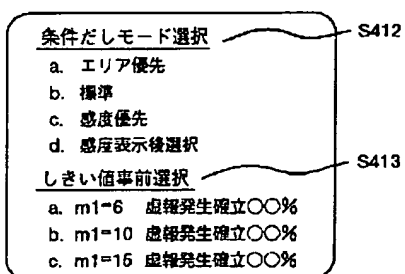 条件だしモード選択 S412
a. エリア優先
b. 標準
c. 感度優先
d. 感度表示後選択
しきい値事前選択 S413
a. m1=6 虚報発生確立○○%
b. m1=10 虚報発生確立○○%
c. m1=15 虚報発生確立○○%